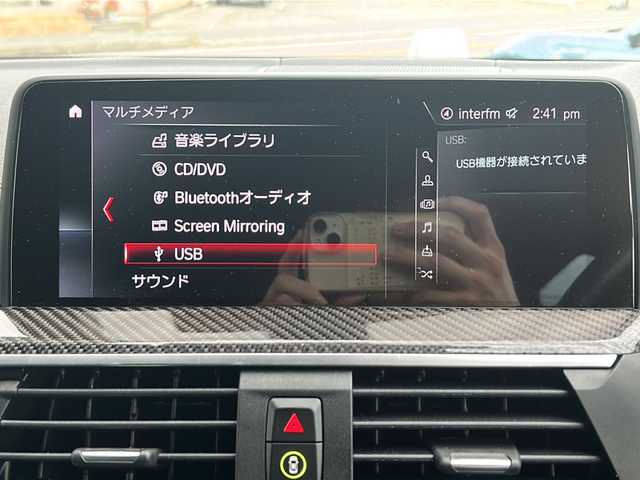 マルチメディア
④ interfm 2:41 pm
音楽ライブラリ
CD/DVD
Bluetoothオーディオ
Screen Mirroring
USB
サウンド
USB:
USB機器が接続されていま